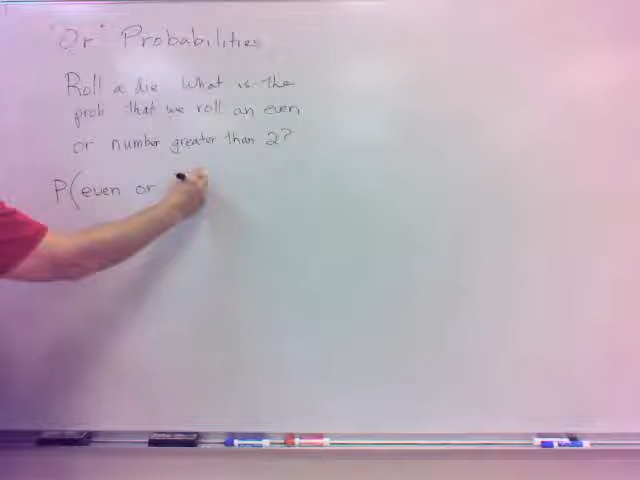 "Or" Probabilities
Roll a die What is the
prob that we roll an even
or number greater than 2?
P(even or